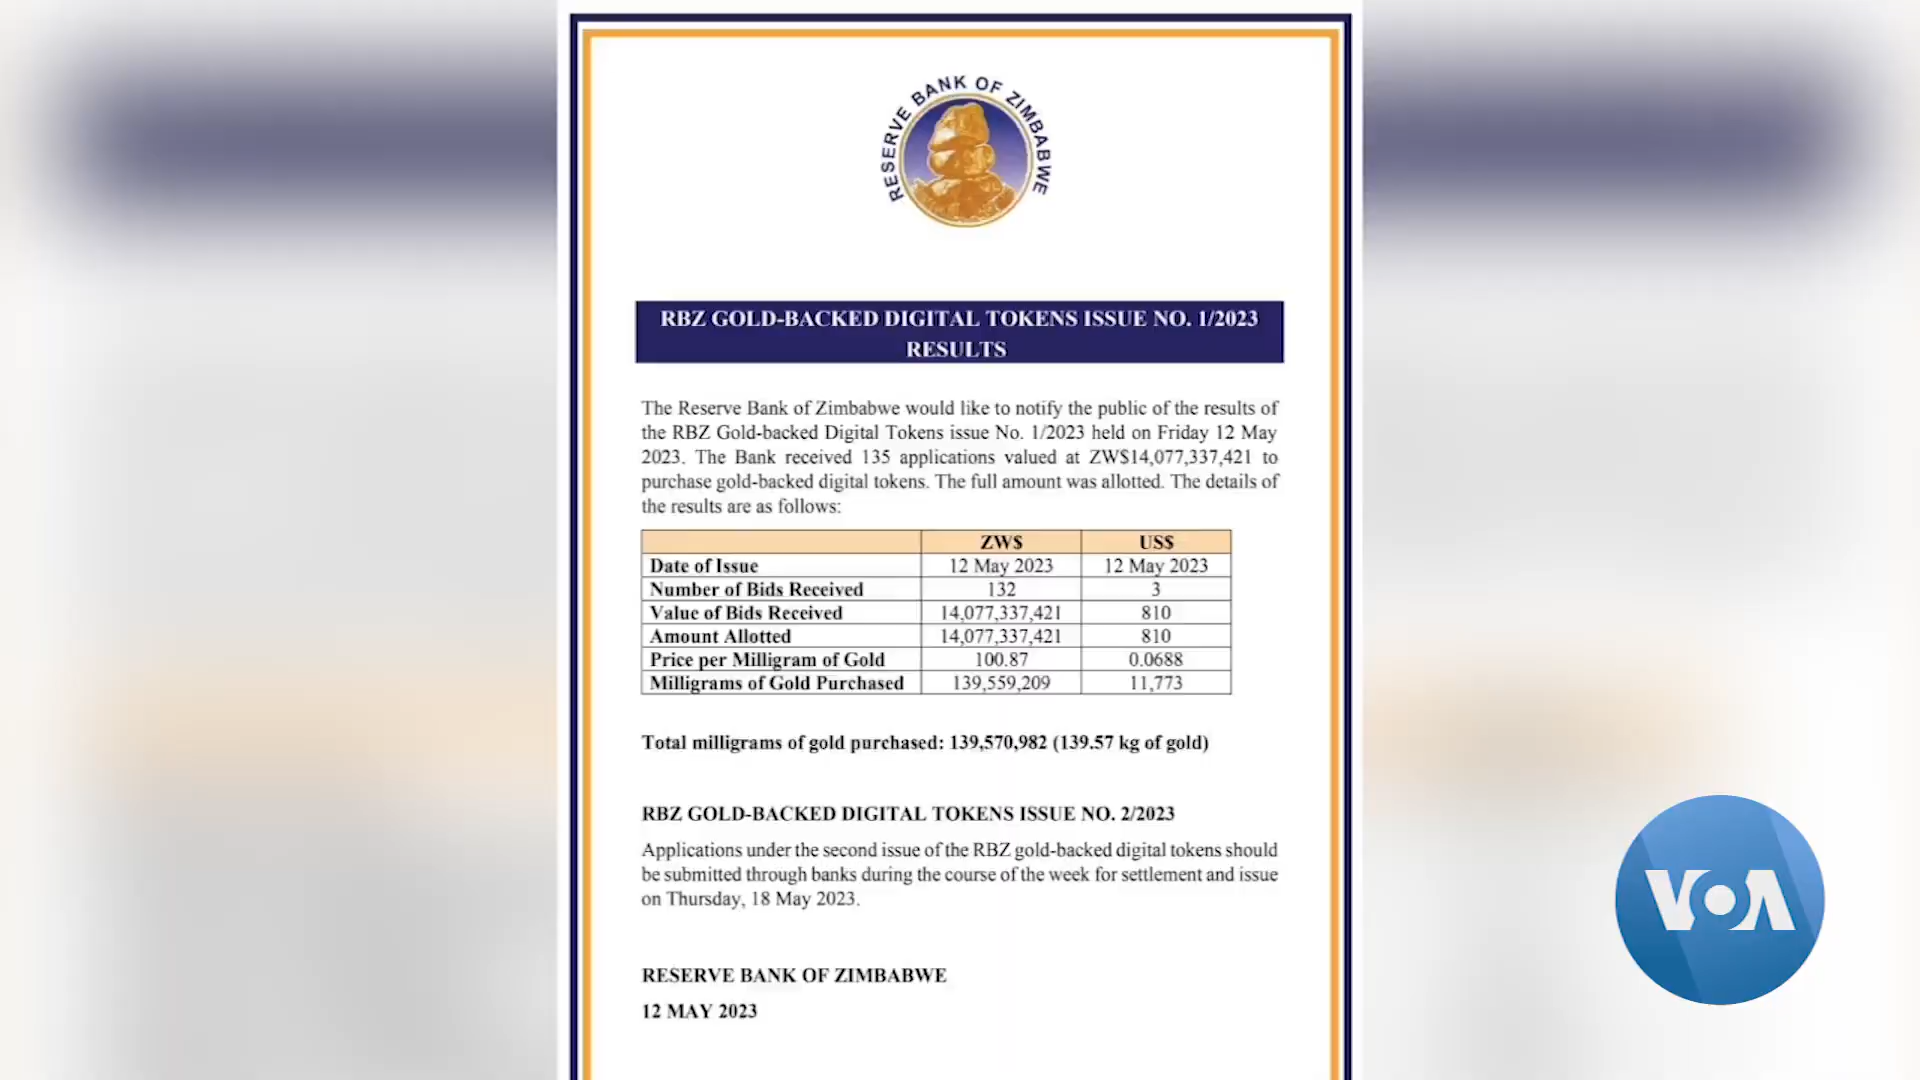 RESERVE BANK OF ZIMBABWE
RBZ GOLD-BACKED DIGITAL TOKENS ISSUE NO. 1/2023
RESULTS
The Reserve Bank of Zimbabwe would like to notify the public of the results of
the RBZ Gold-backed Digital Tokens issue No. 1/2023 held on Friday 12 May
2023. The Bank received 135 applications valued at ZW$14,077,337,421 to
purchase gold-backed digital tokens. The full amount was allotted. The details of
the results are as follows:
ZW$ US$
Date of Issue 12 May 2023 12 May 2023
Number of Bids Received 132 3
Value of Bids Received 14,077,337,421 810
Amount Allotted 14,077,337,421 810
Price per Milligram of Gold 100.87 0.0688
Milligrams of Gold Purchased 139,559,209 11,773
Total milligrams of gold purchased: 139,570,982 (139.57 kg of gold)
RBZ GOLD-BACKED DIGITAL TOKENS ISSUE NO. 2/2023
Applications under the second issue of the RBZ gold-backed digital tokens should
be submitted through banks during the course of the week for settlement and issue
on Thursday, 18 May 2023.
RESERVE BANK OF ZIMBABWE
12 MAY 2023
VOA